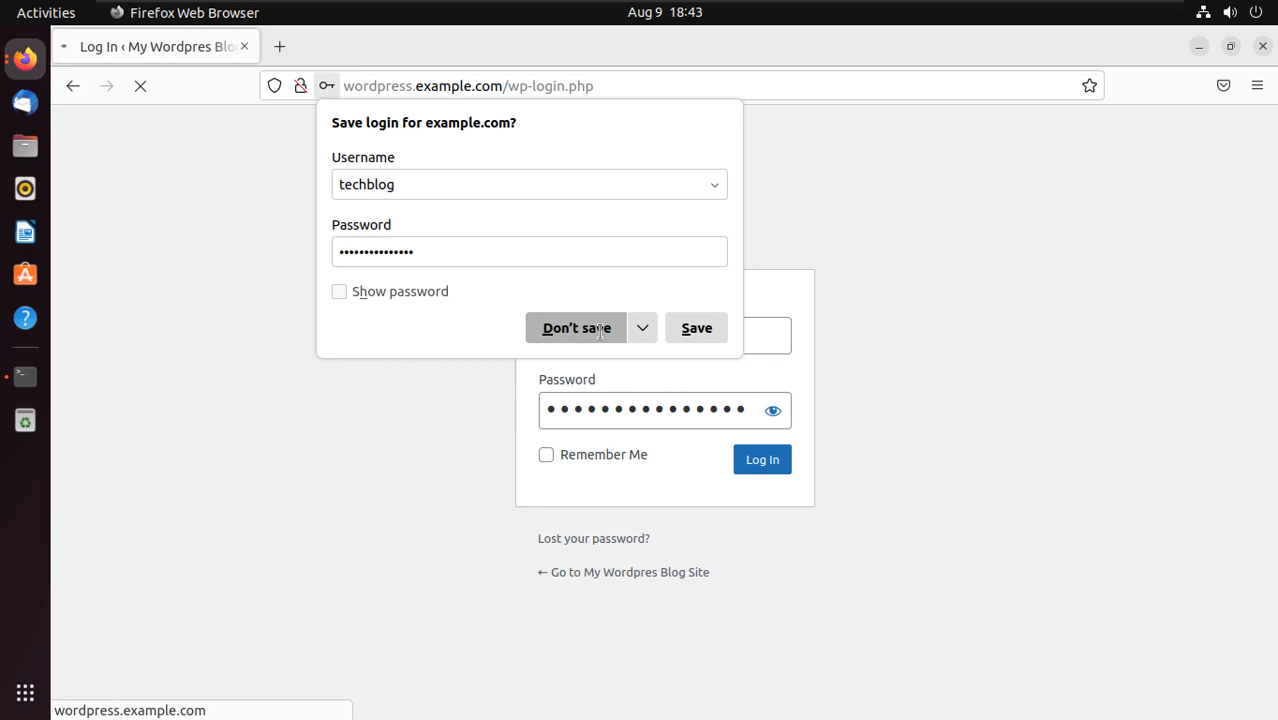 Activities Firefox Web Browser Aug 9 18:43
Log In ‹ My Wordpres Blo
wordpress.example.com/wp-login.php
Save login for example.com?
Username
techblog
Password
•••••••••••••••
Show password
Don't save Save
Password
•••••••••••••••
Remember Me Log In
Lost your password?
← Go to My Wordpres Blog Site
wordpress.example.com